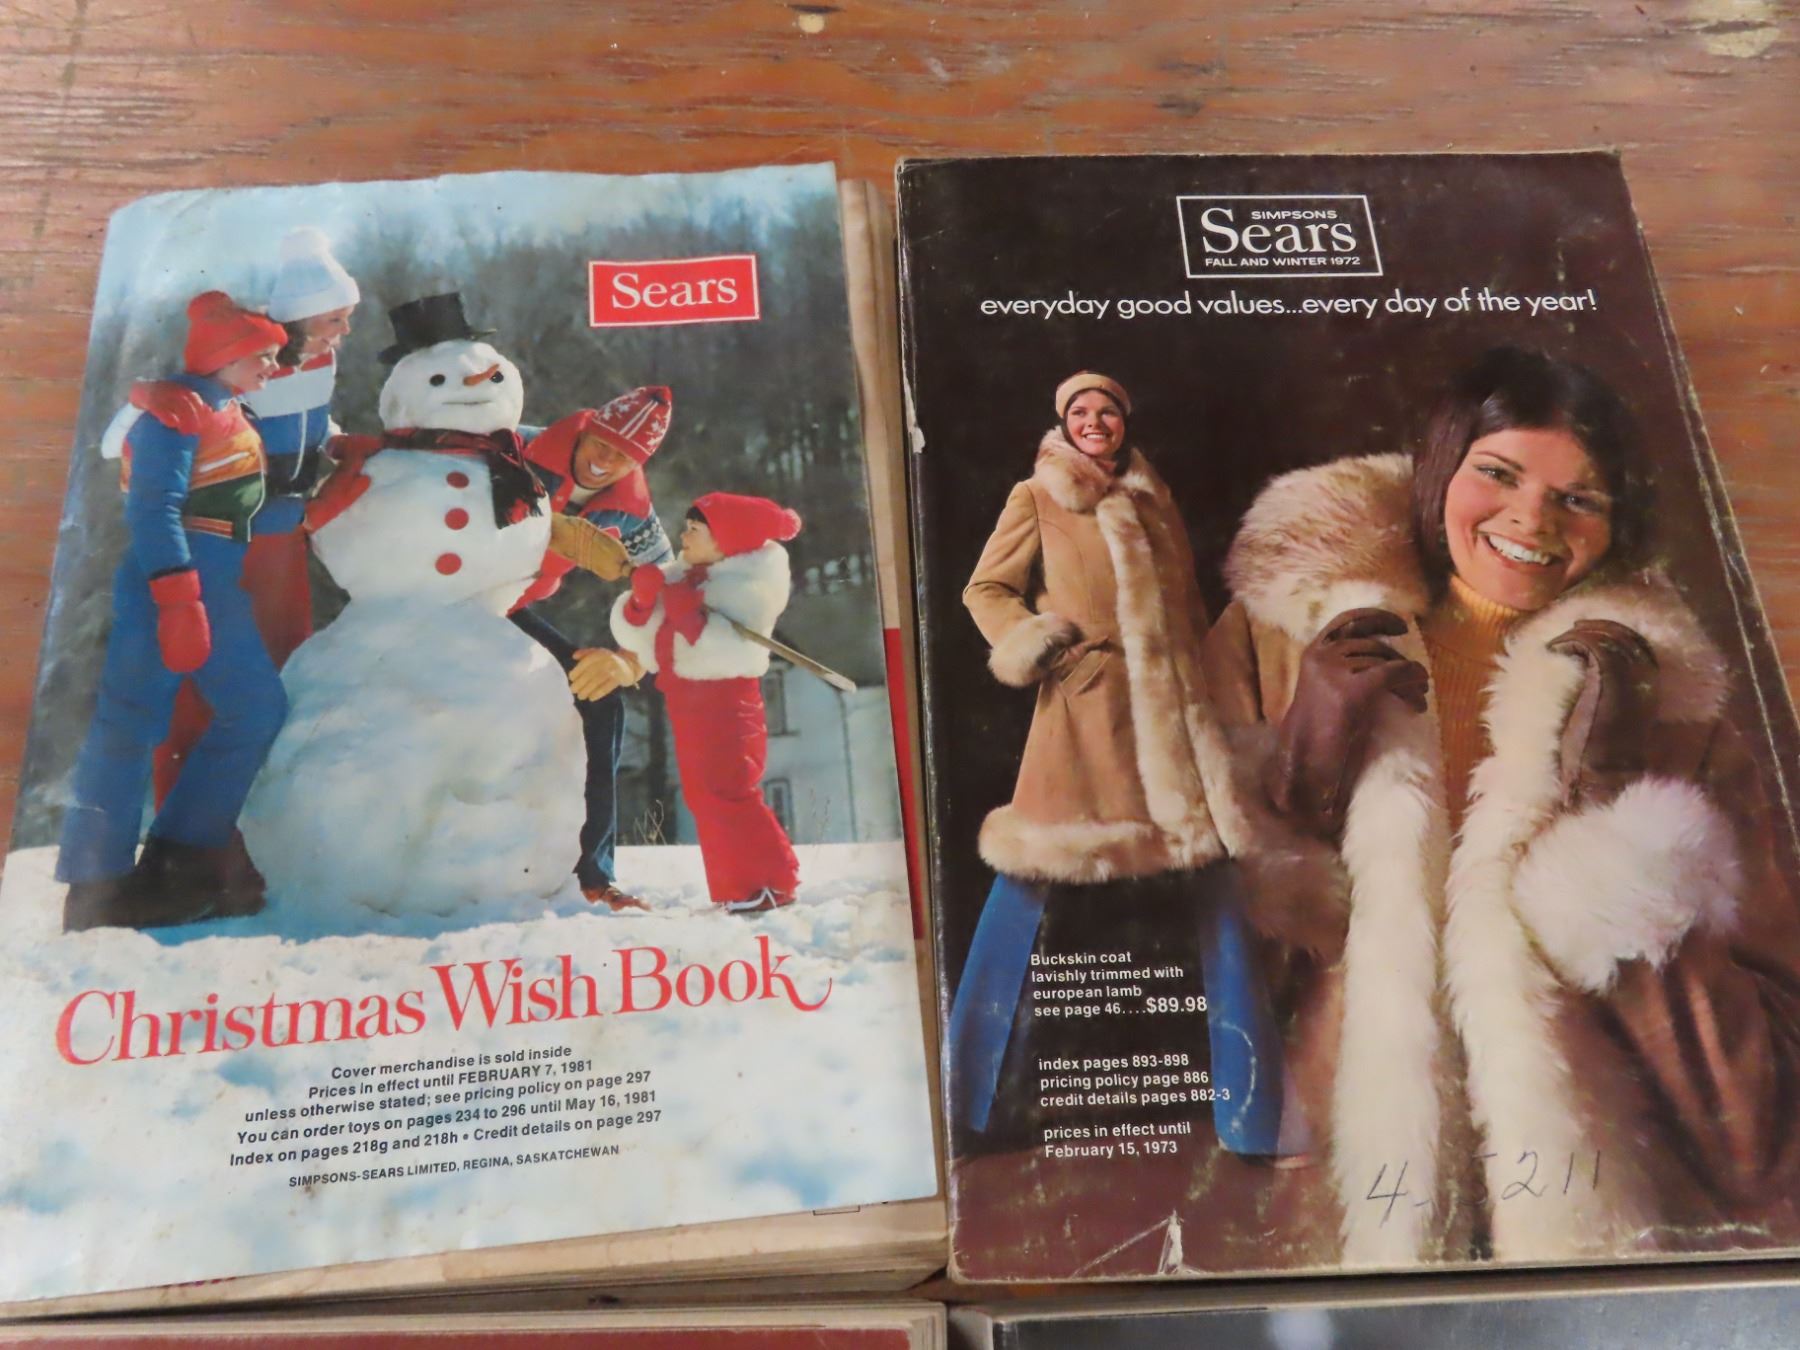 Sears
Christmas Wish Book
Cover merchandise is sold inside
Prices in effect until FEBRUARY 7, 1981
unless otherwise stated; see pricing policy on page 297
You can order toys on pages 234 to 296 until May 16, 1981
Index on pages 218g and 218h • Credit details on page 297
SIMPSONS-SEARS LIMITED, REGINA, SASKATCHEWAN
SIMPSONS
Sears
FALL AND WINTER 1972
everyday good values...every day of the year!
Buckskin coat
lavishly trimmed with
european lamb
see page 46....$89.98
index pages 893-898
pricing policy page 886
credit details pages 882-3
prices in effect until
February 15, 1973
4,5211